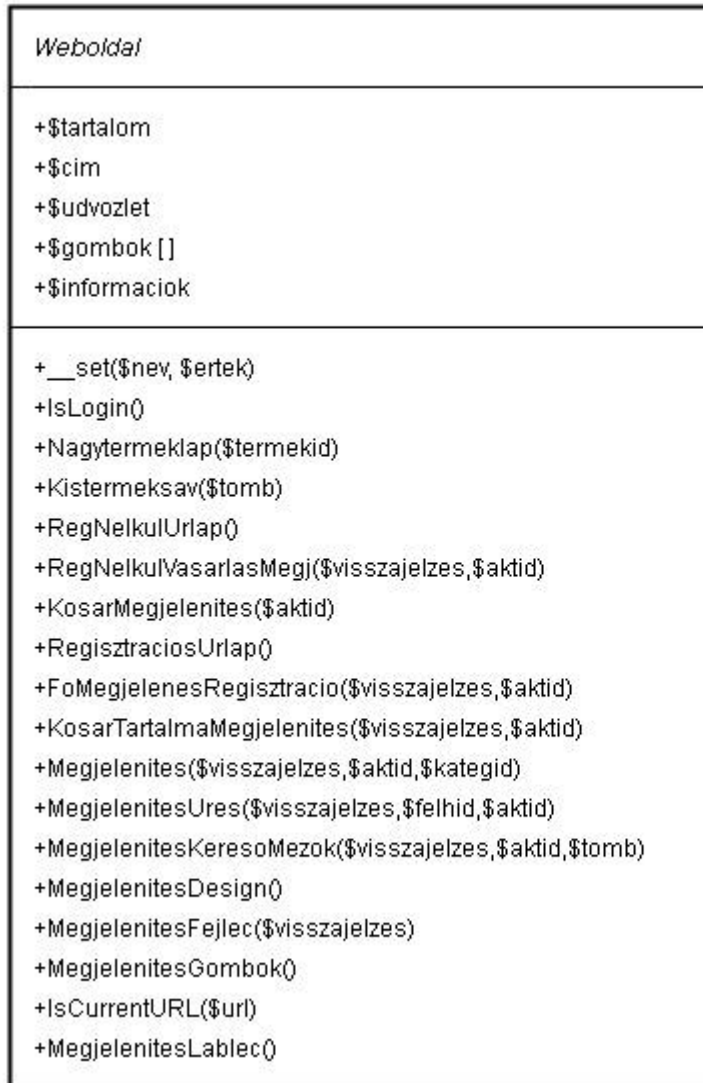 Weboldal
+$tartalom
+$cim
+$udvozlet
+$gombok []
+$informaciok
+__set($nev, $ertek)
+IsLogin()
+Nagytermeklap($termekid)
+Kistermeksav($tomb)
+RegNelkulUrlap()
+RegNelkulVasarlasMegj($visszajelzes,$aktid)
+KosarMegjelenites($aktid)
+RegisztraciosUrlap()
+FoMegjelenesRegisztracio($visszajelzes,$aktid)
+KosarTartalmaMegjelenites($visszajelzes,$aktid)
+Megjelenites($visszajelzes,$aktid,$kategid)
+MegjelenitesUres($visszajelzes,$felhid,$aktid)
+MegjelenitesKeresoMezok($visszajelzes,$aktid,$tomb)
+MegjelenitesDesign()
+MegjelenitesFejlec($visszajelzes)
+MegjelenitesGombok()
+IsCurrentURL($url)
+MegjelenitesLablec()